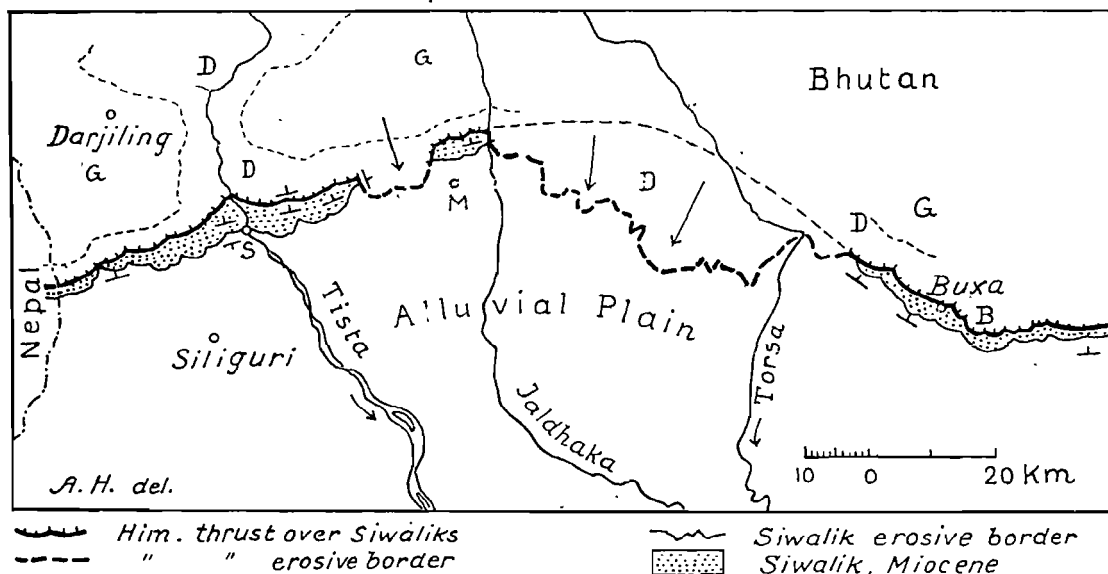 D
G
Bhutan
Darjiling
G
D
M
D
D
G
Nepal
S
Buxa
B
Alluvial Plain
Siliguri
Tista
Torsa
Jaldhaka
10 0 20 Km
A. H. del.
Him. thrust over Siwaliks
" " erosive border
Siwalik erosive border
Siwalik, Miocene